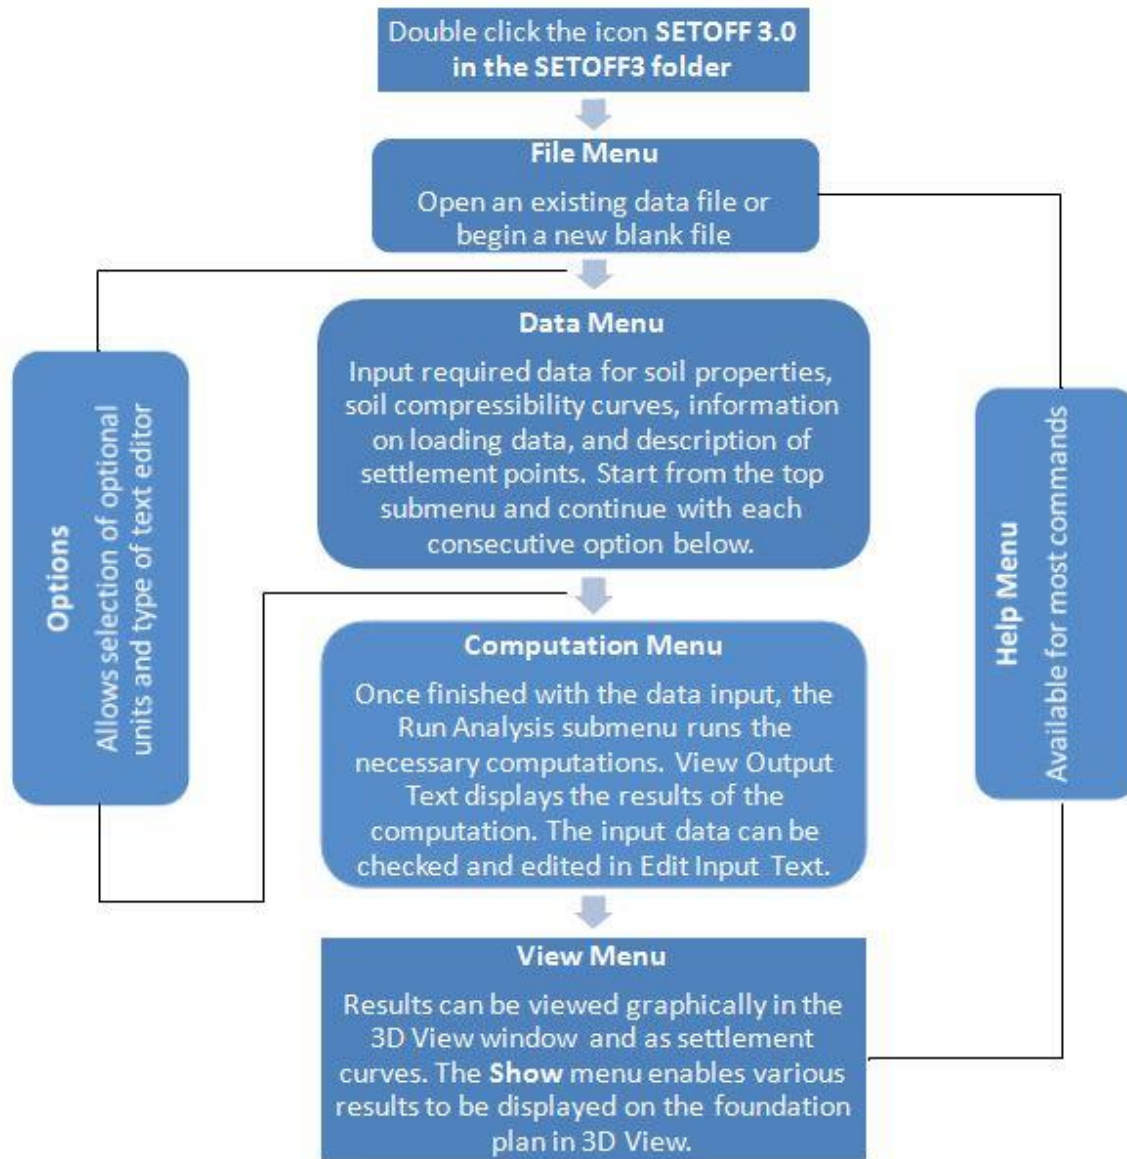 Double click the icon SETOFF 3.0
in the SETOFF3 folder
File Menu
Open an existing data file or
begin a new blank file
Data Menu
Input required data for soil properties,
soil compressibility curves, information
on loading data, and description of
settlement points. Start from the top
submenu and continue with each
consecutive option below.
Options
Allows selection of optional
units and type of text editor
Help Menu
Available for most commands
Computation Menu
Once finished with the data input, the
Run Analysis submenu runs the
necessary computations. View Output
Text displays the results of the
computation. The input data can be
checked and edited in Edit Input Text.
View Menu
Results can be viewed graphically in the
3D View window and as settlement
curves. The Show menu enables various
results to be displayed on the foundation
plan in 3D View.